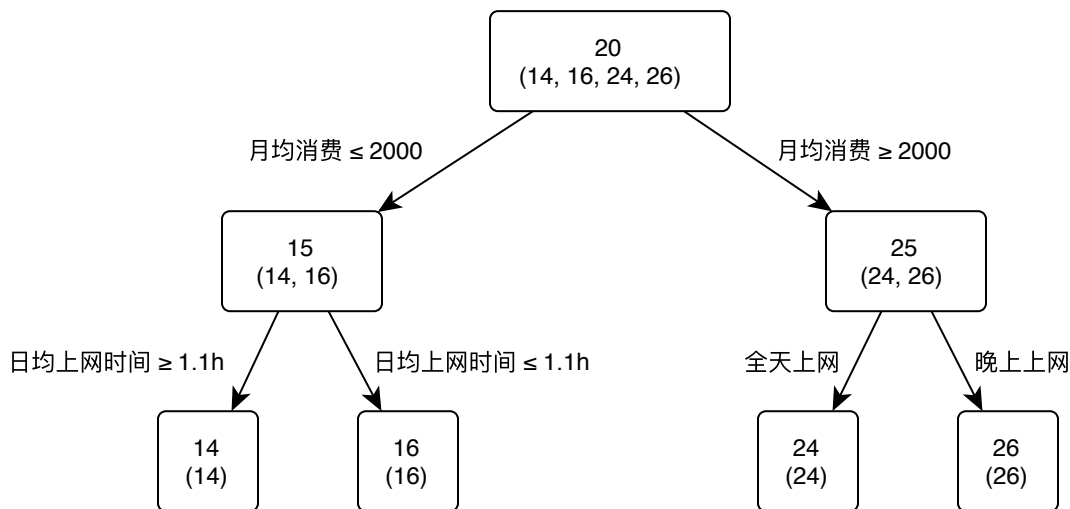 20
(14, 16, 24, 26)
月均消费 ≤ 2000
月均消费 ≥ 2000
15
(14, 16)
25
(24, 26)
日均上网时间 ≥ 1.1h
日均上网时间 ≤ 1.1h
全天上网
晚上上网
14
(14)
16
(16)
24
(24)
26
(26)